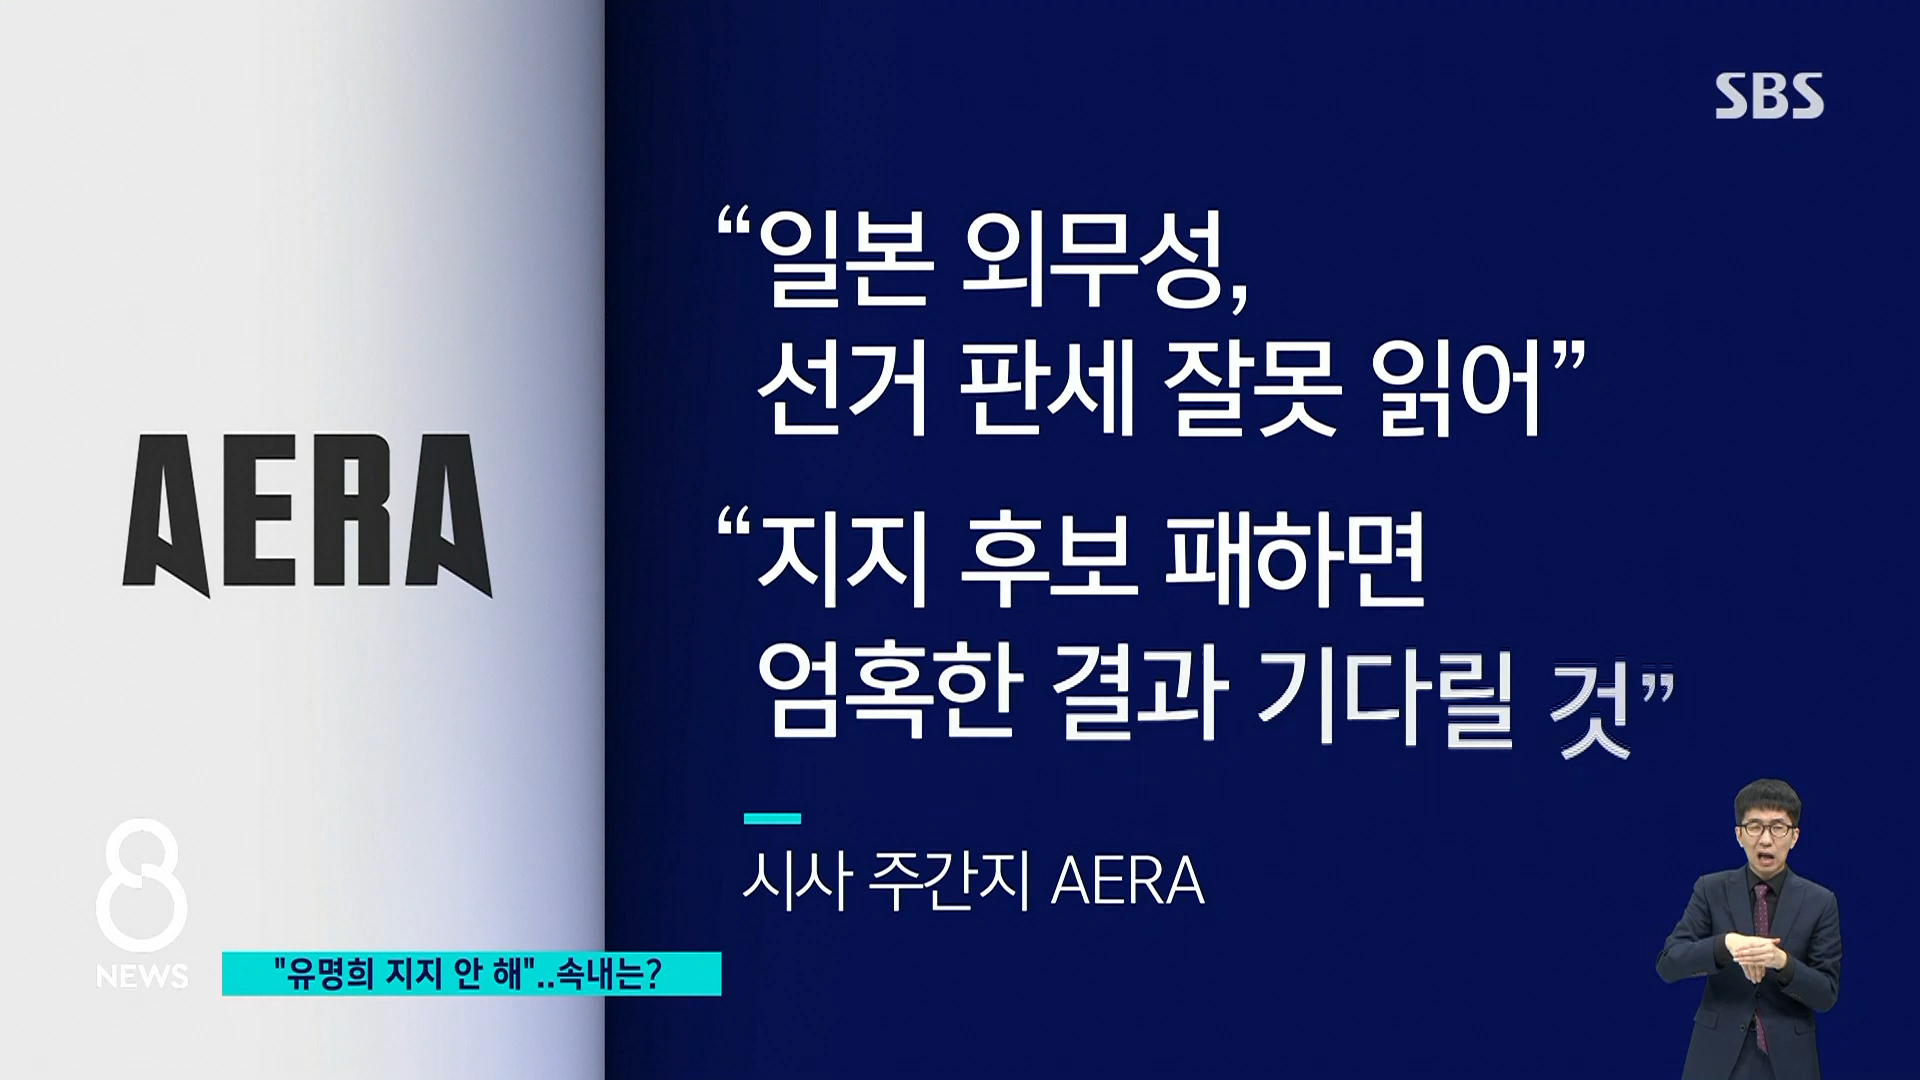 SBS
“일본 외무성,
선거 판세 잘못 읽어”
“지지 후보 패하면
엄혹한 결과 기다릴 것”
AERA
시사 주간지 AERA
8
NEWS
"유명희 지지 안 해"..속내는?